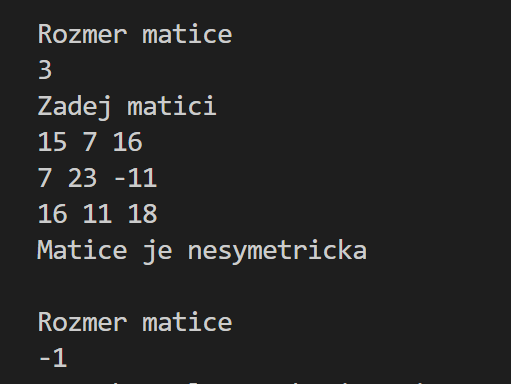 Rozmer matice
3
Zadej matici
15 7 16
7 23 -11
16 11 18
Matice je nesymetricka
Rozmer matice
-1